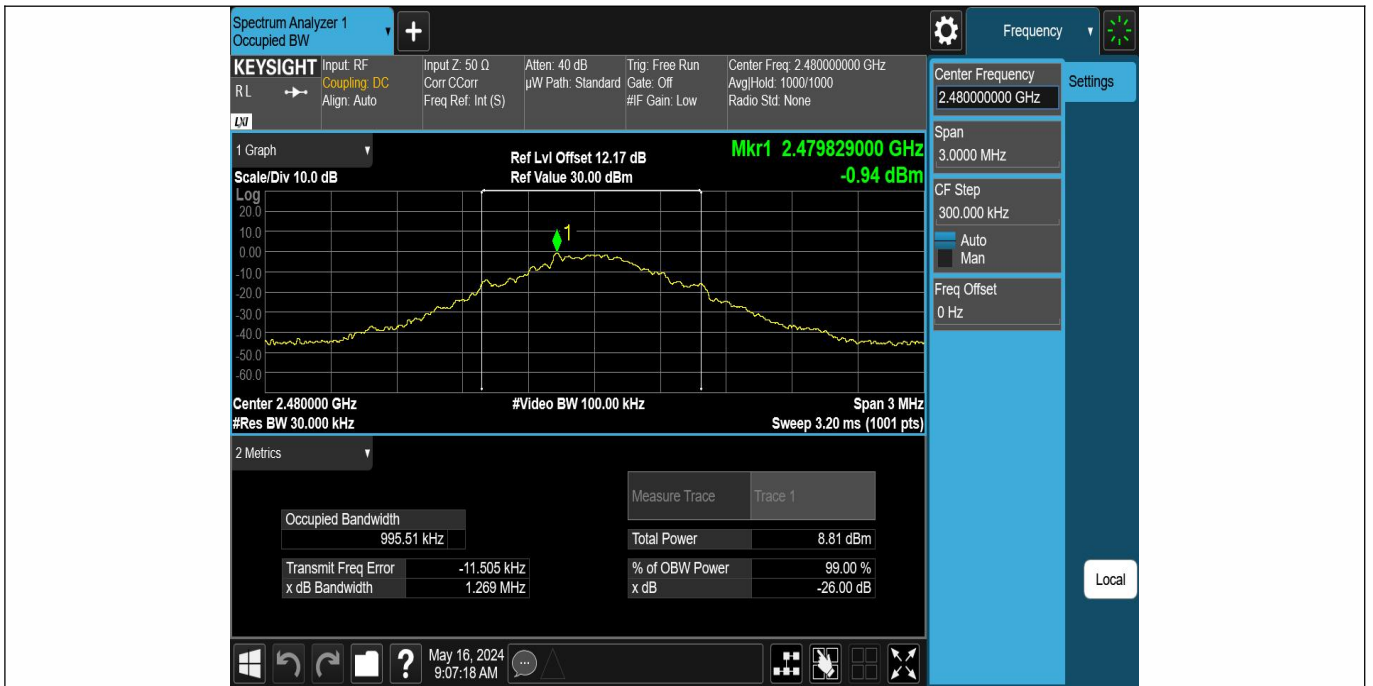 Spectrum Analyzer 1
Occupied BW
+
Frequency
KEYSIGHT
RL
LXI
Input: RF
Coupling: DC
Align: Auto
Input Z: 50 Ω
Corr CCorr
Freq Ref: Int (S)
Atten: 40 dB
µW Path: Standard
Trig: Free Run
Gate: Off
#IF Gain: Low
Center Freq: 2.480000000 GHz
Avg|Hold: 1000/1000
Radio Std: None
Center Frequency
2.480000000 GHz
Settings
Span
3.0000 MHz
CF Step
300.000 kHz
Auto
Man
Freq Offset
0 Hz
Local
1 Graph
Scale/Div 10.0 dB
Ref Lvl Offset 12.17 dB
Ref Value 30.00 dBm
Mkr1 2.479829000 GHz
-0.94 dBm
Log
20.0
10.0
0.00
-10.0
-20.0
-30.0
-40.0
-50.0
-60.0
1
Center 2.480000 GHz
#Video BW 100.00 kHz
Span 3 MHz
#Res BW 30.000 kHz
Sweep 3.20 ms (1001 pts)
2 Metrics
Measure Trace
Trace 1
Occupied Bandwidth
995.51 kHz
Total Power
8.81 dBm
Transmit Freq Error
-11.505 kHz
% of OBW Power
99.00 %
x dB Bandwidth
1.269 MHz
x dB
-26.00 dB
?
May 16, 2024
9:07:18 AM